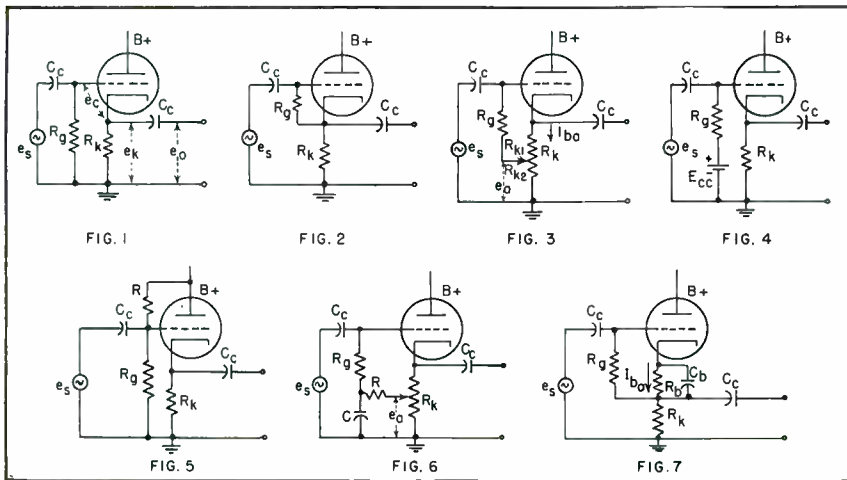 B+
Cc
ec
Cc
Rg
Rk
ek
eo
es
FIG. 1
B+
Cc
Rg
Cc
es
Rk
FIG. 2
B+
Cc
Rg
Cc
Ibo
es
Rk1
Rk
Rk2
ea
FIG. 3
B+
Cc
Rg
Cc
es
+
Ecc
-
Rk
FIG. 4
R
B+
Cc
Cc
Rg
es
Rk
FIG. 5
B+
Cc
Rg
Cc
R
es
Rk
C
ea
FIG. 6
B+
Cc
Rg
Ibo
Cb
Rb
Cc
es
Rk
FIG. 7